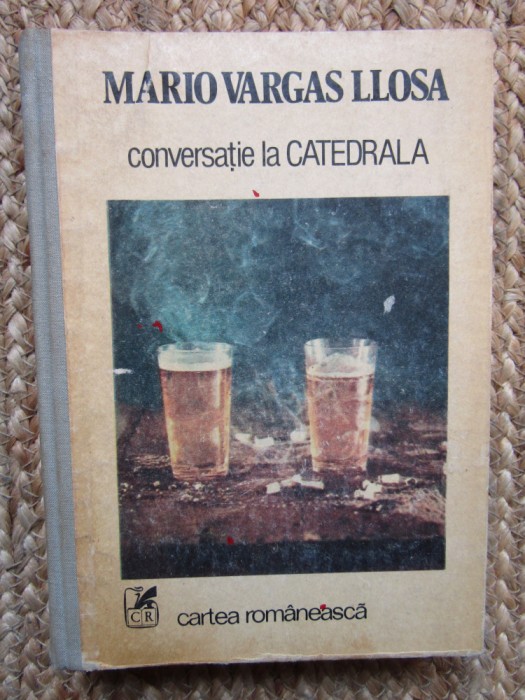 MARIO VARGAS LLOSA
conversaţie la CATEDRALA
CR
cartea românească